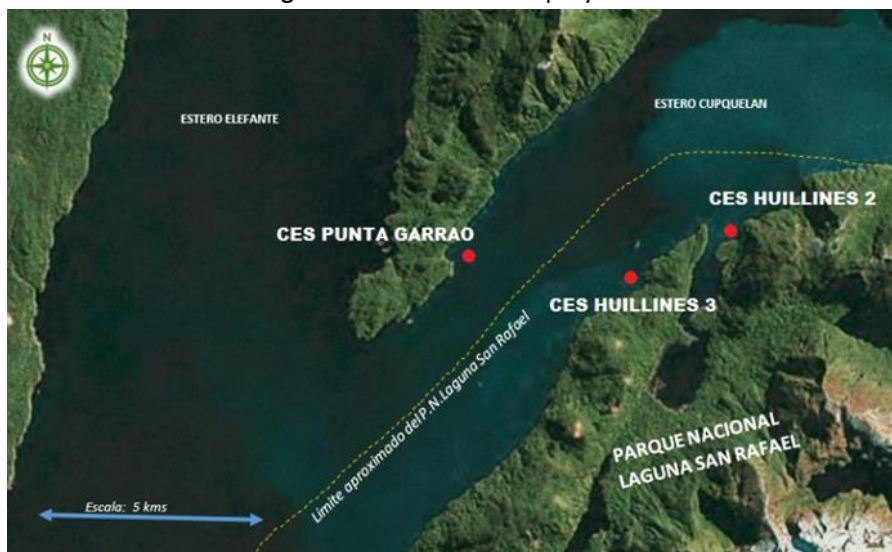 N
ESTERO ELEFANTE
ESTERO CUPQUELAN
CES HUILLINES 2
CES PUNTA GARRAO
CES HUILLINES 3
Límite aproximado del P.N.Laguna San Rafael
PARQUE NACIONAL
LAGUNA SAN RAFAEL
Escala: 5 kms